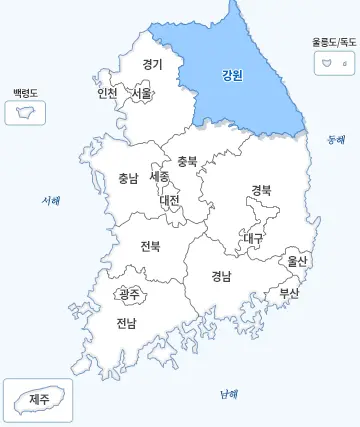 울릉도/독도
경기
강원
백령도
인천
서울
동해
충북
충남
세종
경북
서해
대전
대구
전북
울산
경남
광주
부산
전남
남해
제주